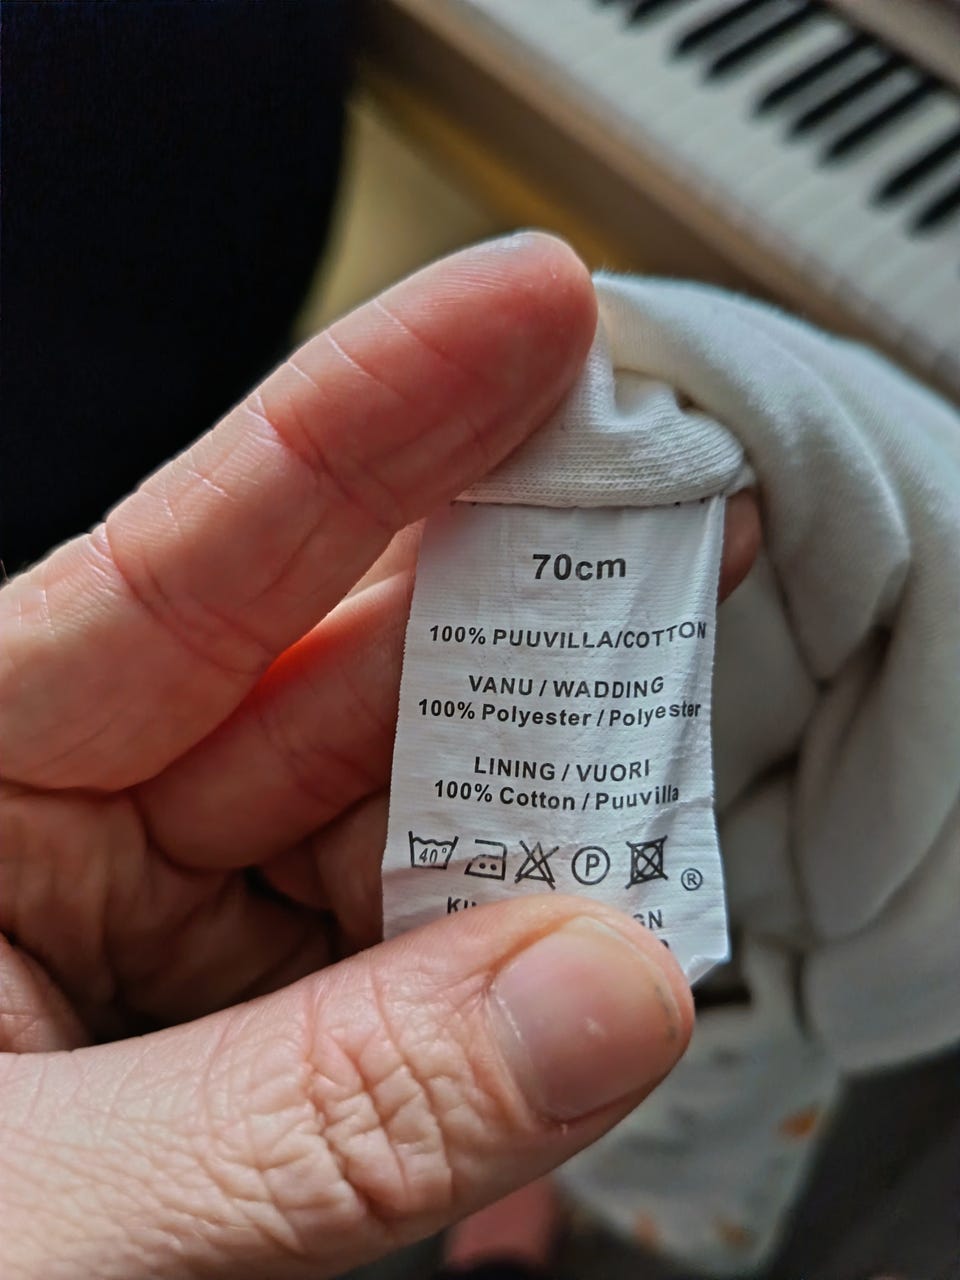 70cm
100% PUUVILLA/COTTON
VANU / WADDING
100% Polyester / Polyester
LINING / VUORI
100% Cotton / Puuvilla
40° P ®